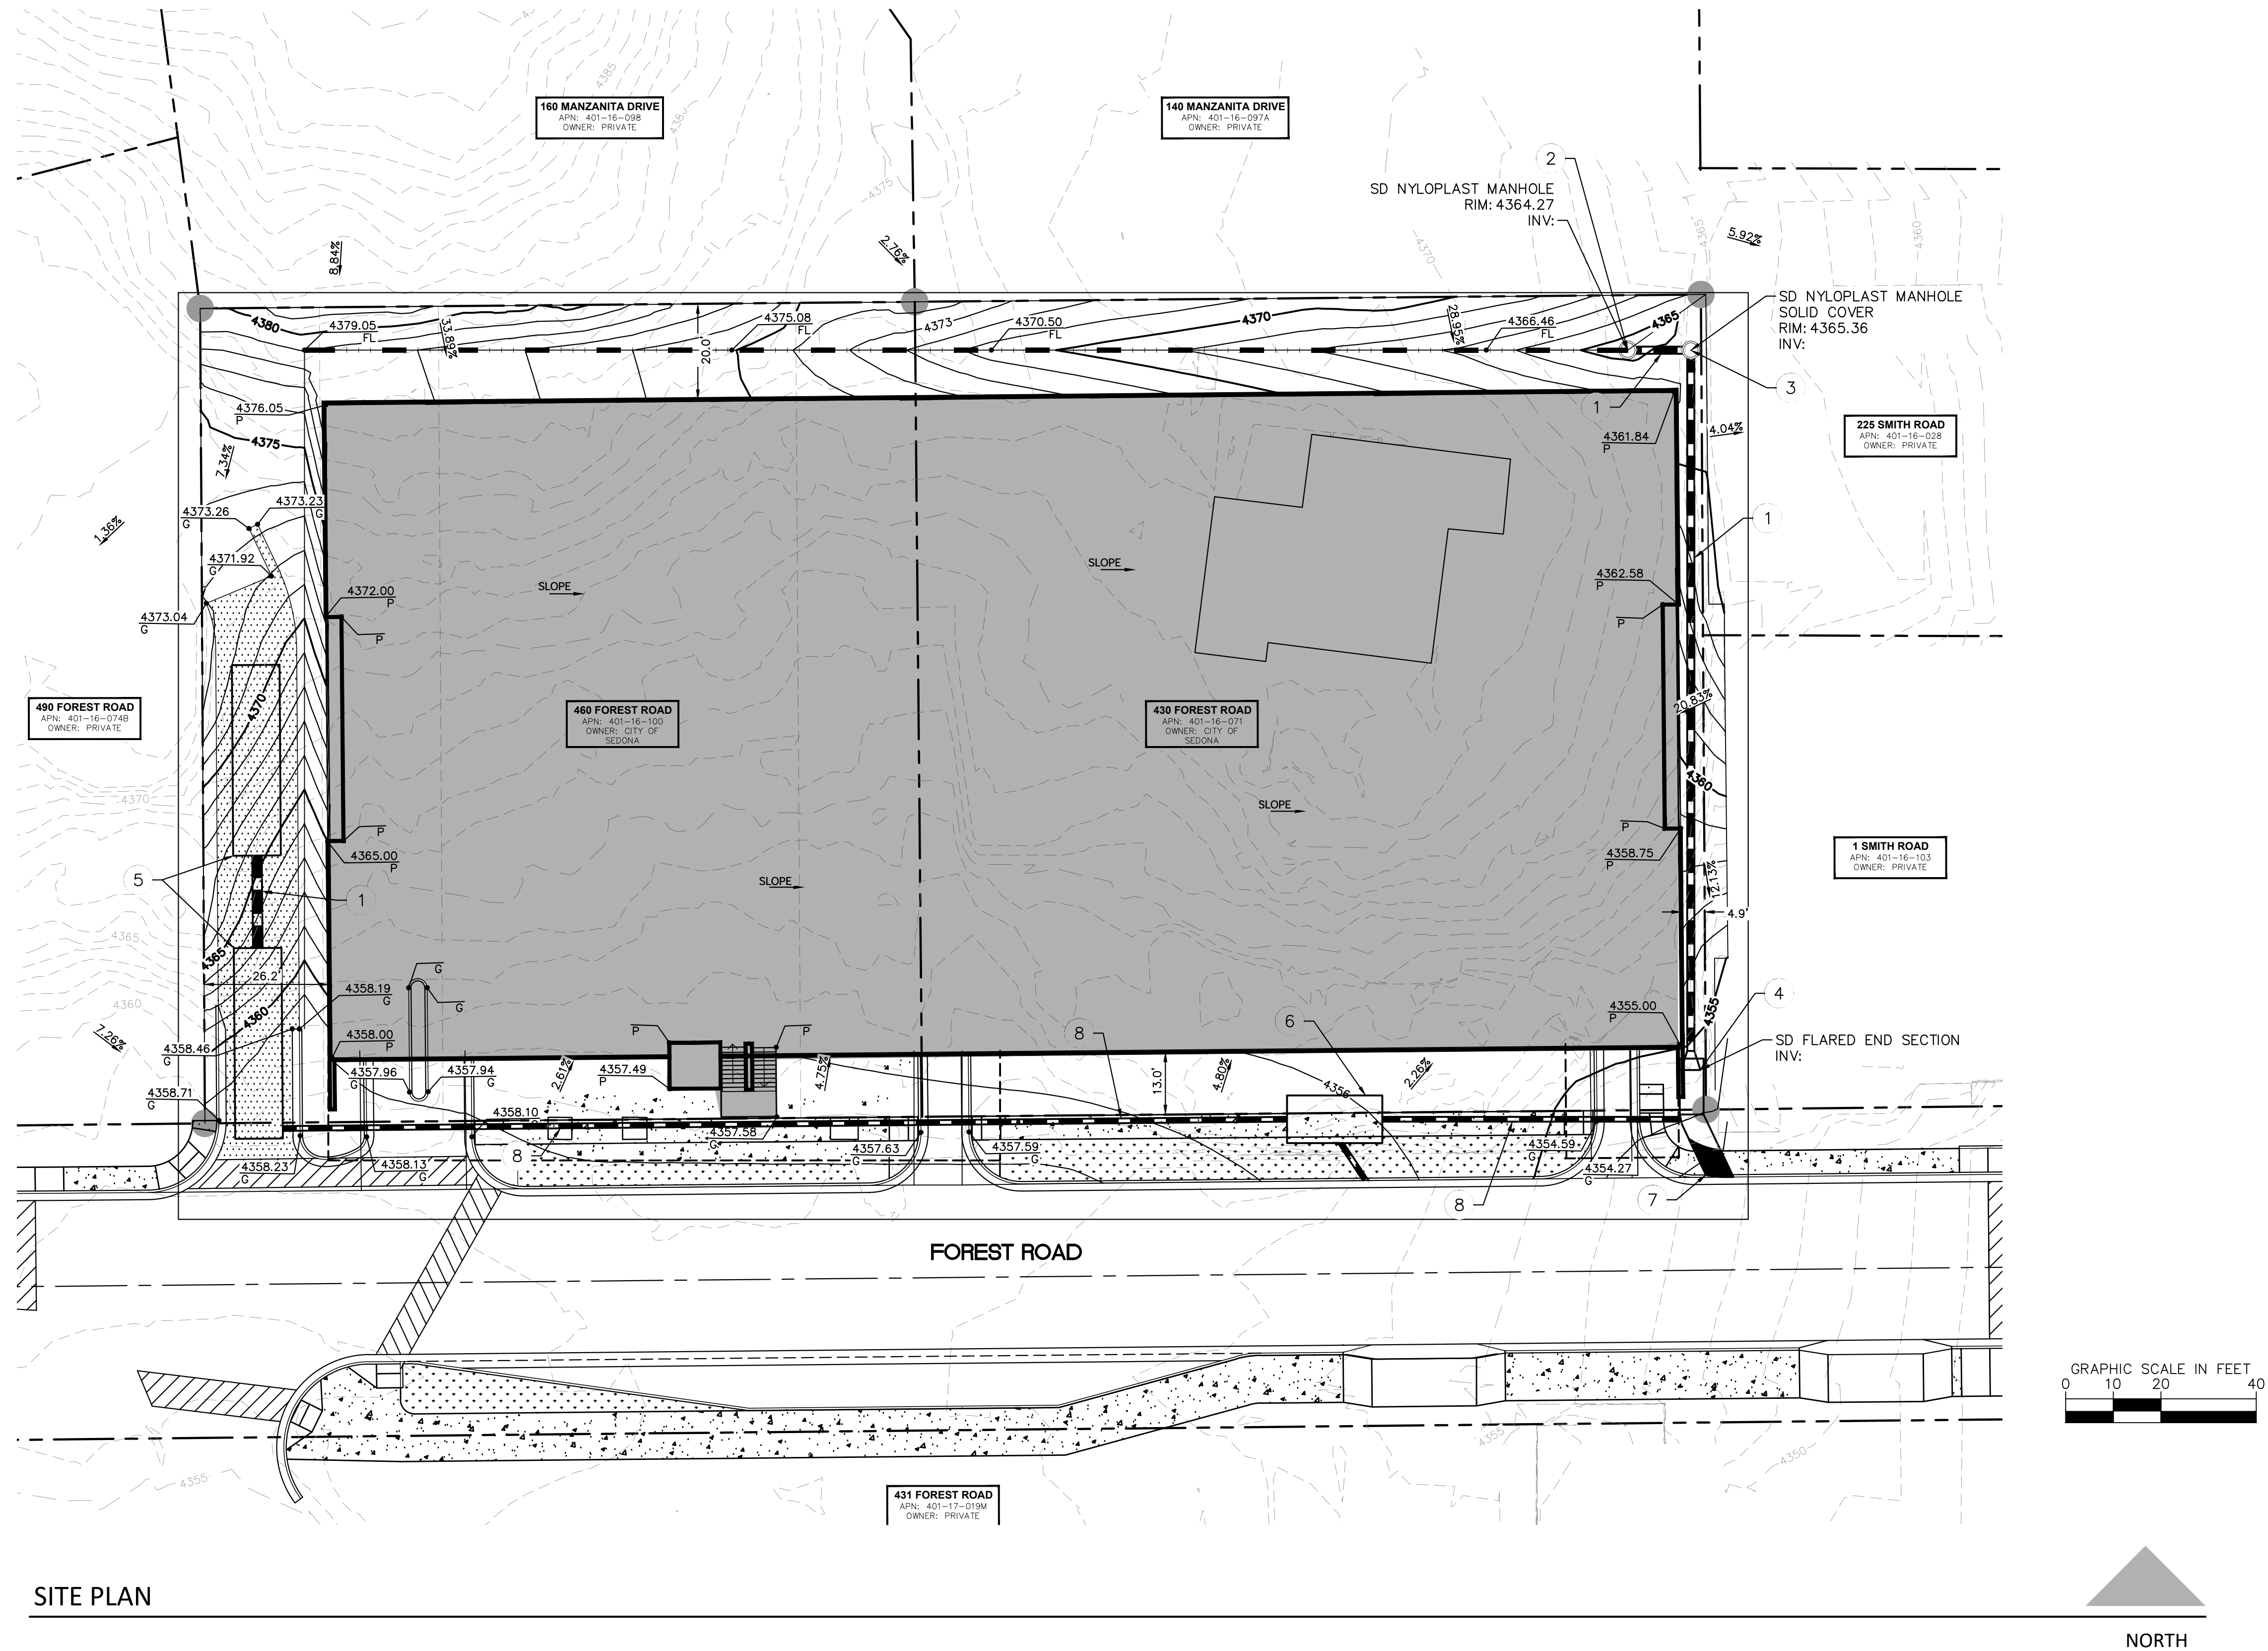 4385
4385
160 MANZANITA DRIVE
APN: 401-16-098
OWNER: PRIVATE
140 MANZANITA DRIVE
APN: 401-16-097A
OWNER: PRIVATE
2
SD NYLOPLAST MANHOLE
RIM: 4364.27
INV:
4375
8.84%
2.76%
4370
4365
5.92%
4360
SD NYLOPLAST MANHOLE
SOLID COVER
RIM: 4365.36
INV:
4380
4379.05
FL
33.89%
20.0'
4375.08
FL
4373
4370.50
FL
4370
28.95%
4366.46
FL
4365
3
1
4376.05
P
4375
7.34%
4361.84
P
4.04%
225 SMITH ROAD
APN: 401-16-028
OWNER: PRIVATE
4373.26
G
4373.23
G
1.36%
1
4371.92
G
SLOPE
SLOPE
4372.00
P
4362.58
P
4373.04
G
P
P
4370
20.83%
490 FOREST ROAD
APN: 401-16-074B
OWNER: PRIVATE
460 FOREST ROAD
APN: 401-16-100
OWNER: CITY OF
SEDONA
430 FOREST ROAD
APN: 401-16-071
OWNER: CITY OF
SEDONA
4370
4360
SLOPE
P
P
4365.00
P
4358.75
P
1 SMITH ROAD
APN: 401-16-103
OWNER: PRIVATE
5
1
SLOPE
12.13%
4.9'
4365
4365
26.2'
G
4358.19
G
G
4
4360
4360
4355.00
P
4355
6
8
7.26%
4358.46
G
4358.00
P
P
P
SD FLARED END SECTION
INV:
4357.96
G
4357.94
G
2.61%
4357.49
P
4.75%
13.0'
4.80%
4356
2.26%
4358.71
G
4358.10
G
4357.58
G
4357.63
G
4357.59
G
4354.59
G
4354.27
G
8
4358.23
G
4358.13
G
8
7
FOREST ROAD
GRAPHIC SCALE IN FEET
0 10 20 40
4355
4355
4350
431 FOREST ROAD
APN: 401-17-019M
OWNER: PRIVATE
SITE PLAN
NORTH